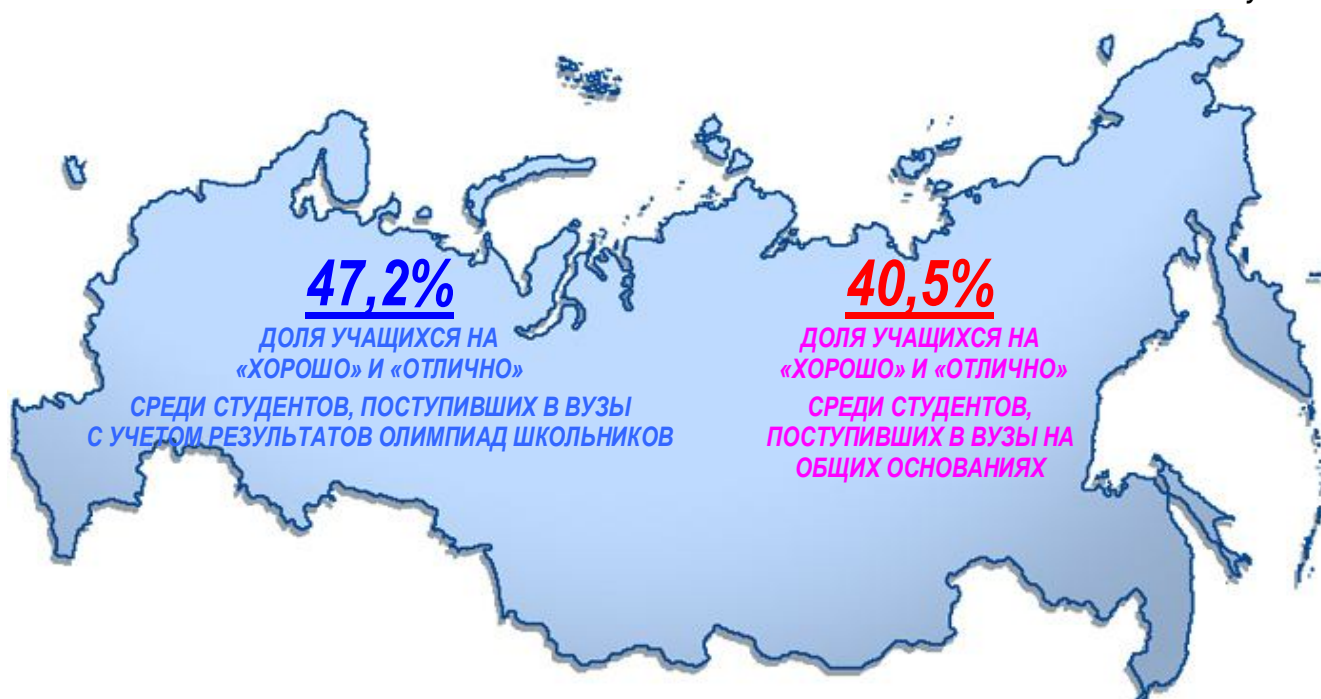 47,2%
ДОЛЯ УЧАЩИХСЯ НА
«ХОРОШО» И «ОТЛИЧНО»
СРЕДИ СТУДЕНТОВ, ПОСТУПИВШИХ В ВУЗЫ
С УЧЕТОМ РЕЗУЛЬТАТОВ ОЛИМПИАД ШКОЛЬНИКОВ
40,5%
ДОЛЯ УЧАЩИХСЯ НА
«ХОРОШО» И «ОТЛИЧНО»
СРЕДИ СТУДЕНТОВ,
ПОСТУПИВШИХ В ВУЗЫ НА
ОБЩИХ ОСНОВАНИЯХ